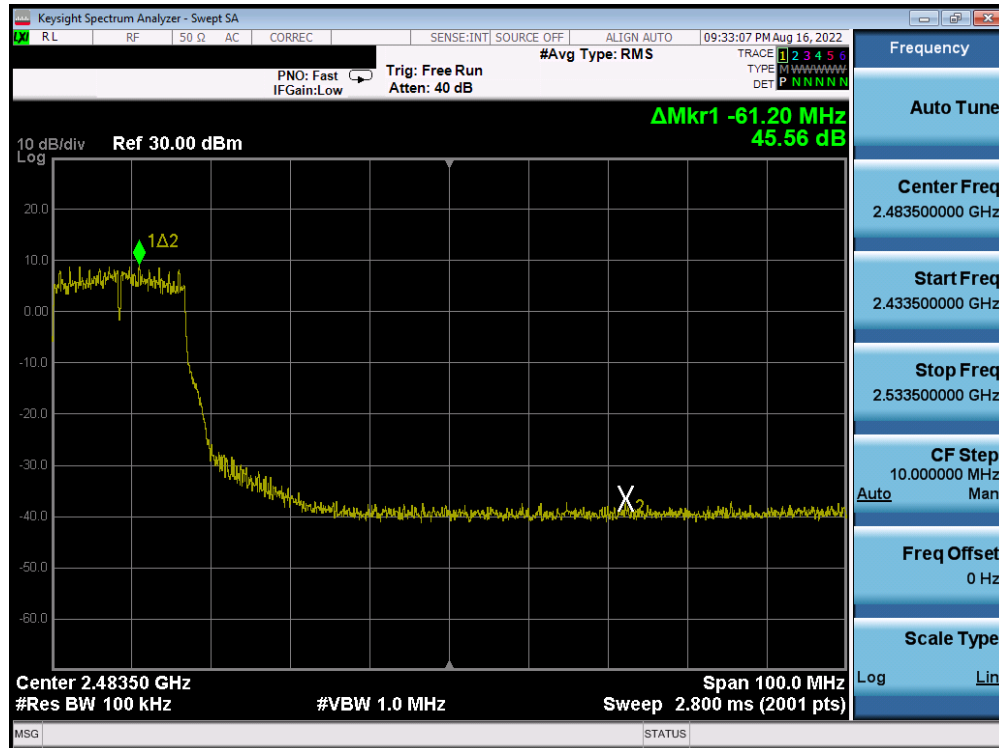 Keysight Spectrum Analyzer - Swept SA
LXI RL RF 50 Ω AC CORREC SENSE:INT SOURCE OFF ALIGN AUTO 09:33:07 PM Aug 16, 2022
#Avg Type: RMS
TRACE 1 2 3 4 5 6
PNO: Fast Trig: Free Run TYPE M W W W W W
IFGain:Low Atten: 40 dB DET P N N N N N
ΔMkr1 -61.20 MHz
45.56 dB
10 dB/div Ref 30.00 dBm
Log
20.0
1Δ2
10.0
0.00
-10.0
-20.0
-30.0
X2
-40.0
-50.0
-60.0
Center 2.48350 GHz Span 100.0 MHz
#Res BW 100 kHz #VBW 1.0 MHz Sweep 2.800 ms (2001 pts)
MSG STATUS
Frequency
Auto Tune
Center Freq
2.483500000 GHz
Start Freq
2.433500000 GHz
Stop Freq
2.533500000 GHz
CF Step
10.000000 MHz
Auto Man
Freq Offset
0 Hz
Scale Type
Log Lin